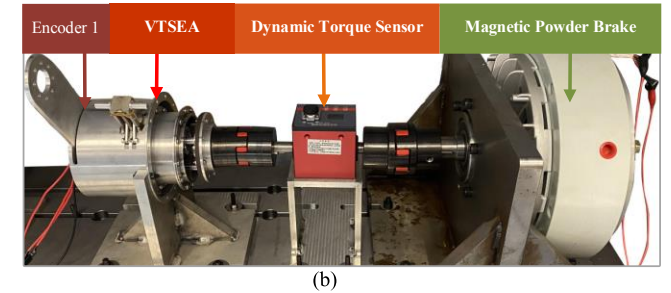 Encoder 1
VTSEA
Dynamic Torque Sensor
Magnetic Powder Brake
(b)